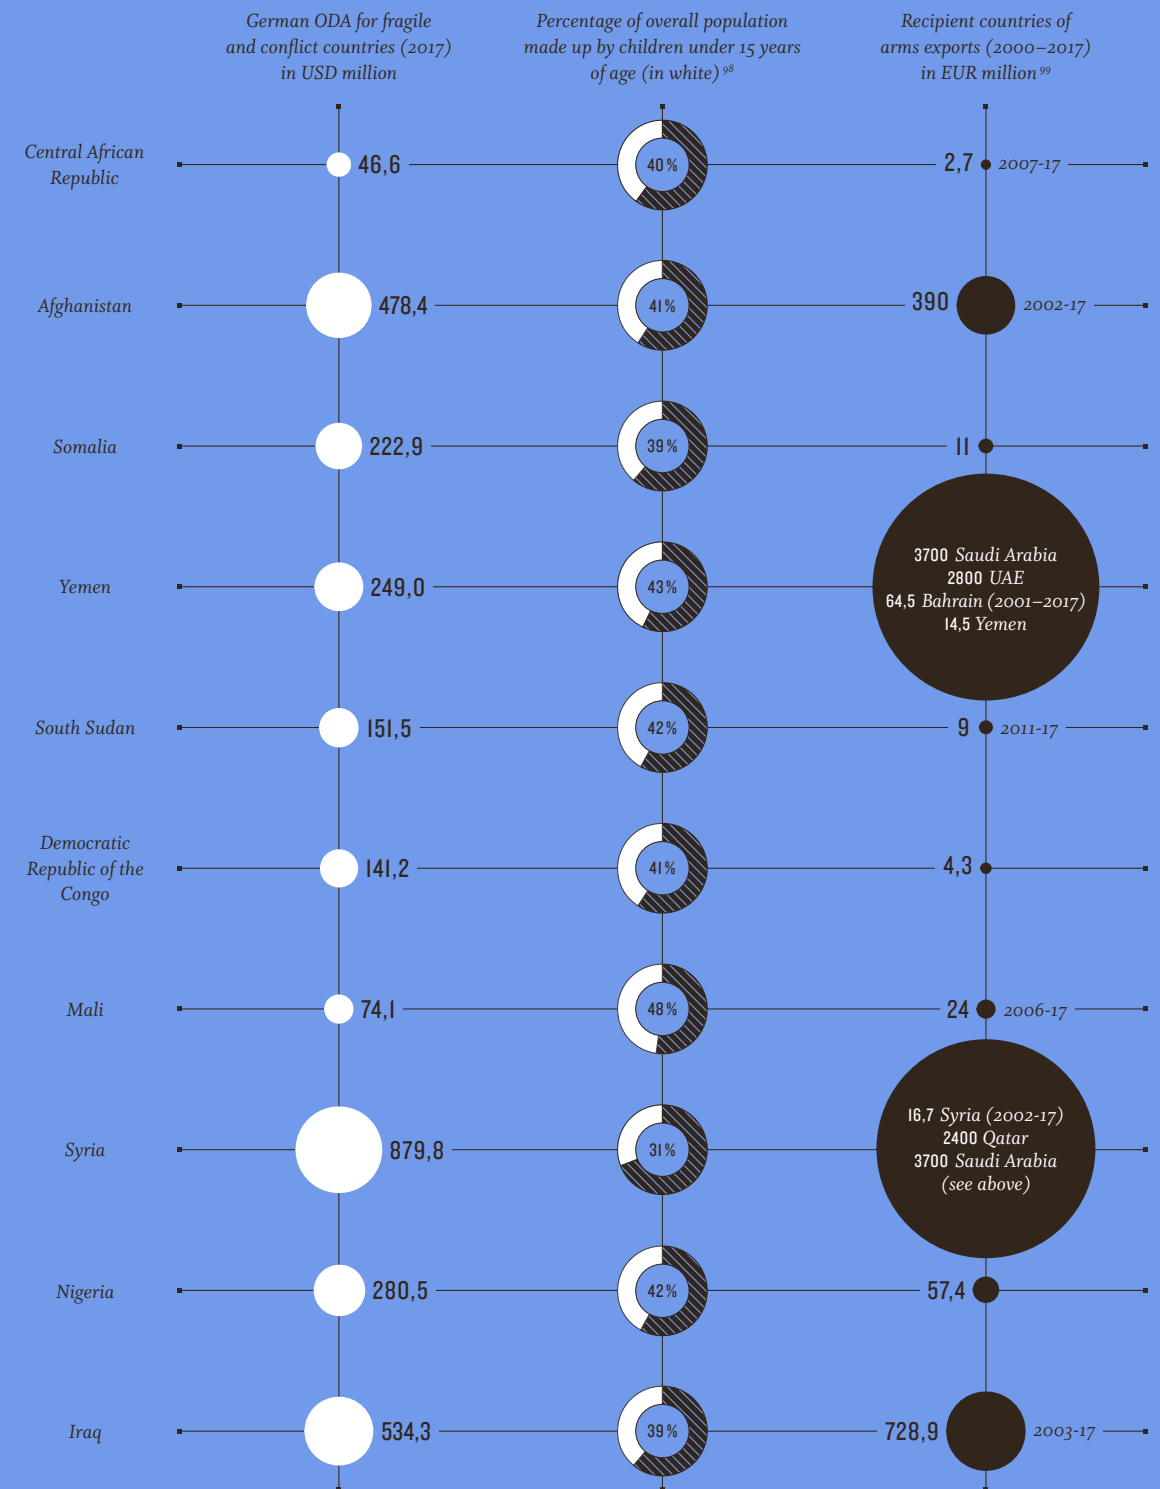 German ODA for fragile
and conflict countries (2017)
in USD million
Percentage of overall population
made up by children under 15 years
of age (in white) 98
Recipient countries of
arms exports (2000–2017)
in EUR million 99
Central African
Republic
46,6
40 %
2,7
2007-17
Afghanistan
478,4
41 %
390
2002-17
Somalia
222,9
39 %
11
Yemen
249,0
43 %
3700 Saudi Arabia
2800 UAE
64,5 Bahrain (2001–2017)
14,5 Yemen
South Sudan
151,5
42 %
9
2011-17
Democratic
Republic of the
Congo
141,2
41 %
4,3
Mali
74,1
48 %
24
2006-17
Syria
879,8
31 %
16,7 Syria (2002-17)
2400 Qatar
3700 Saudi Arabia
(see above)
Nigeria
280,5
42 %
57,4
Iraq
534,3
39 %
728,9
2003-17